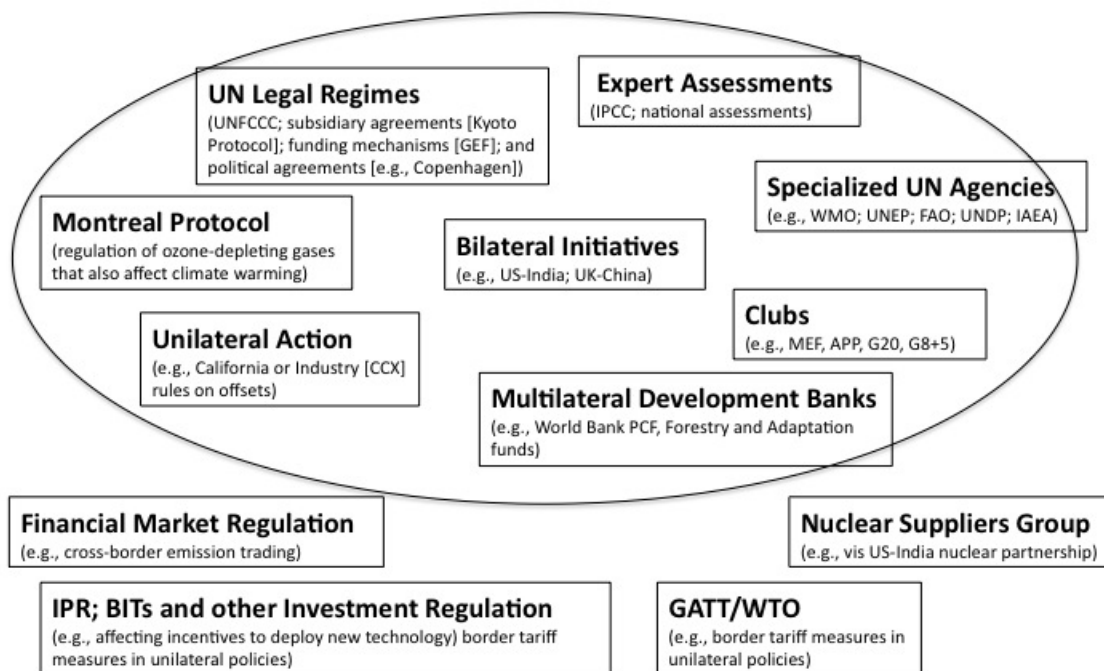 UN Legal Regimes
(UNFCCC; subsidiary agreements [Kyoto
Protocol]; funding mechanisms [GEF]; and
political agreements [e.g., Copenhagen])
Expert Assessments
(IPCC; national assessments)
Specialized UN Agencies
(e.g., WMO; UNEP; FAO; UNDP; IAEA)
Montreal Protocol
(regulation of ozone-depleting gases
that also affect climate warming)
Bilateral Initiatives
(e.g., US-India; UK-China)
Clubs
(e.g., MEF, APP, G20, G8+5)
Unilateral Action
(e.g., California or Industry [CCX]
rules on offsets)
Multilateral Development Banks
(e.g., World Bank PCF, Forestry and Adaptation
funds)
Financial Market Regulation
(e.g., cross-border emission trading)
Nuclear Suppliers Group
(e.g., vis US-India nuclear partnership)
IPR; BITs and other Investment Regulation
(e.g., affecting incentives to deploy new technology) border tariff
measures in unilateral policies)
GATT/WTO
(e.g., border tariff measures in
unilateral policies)